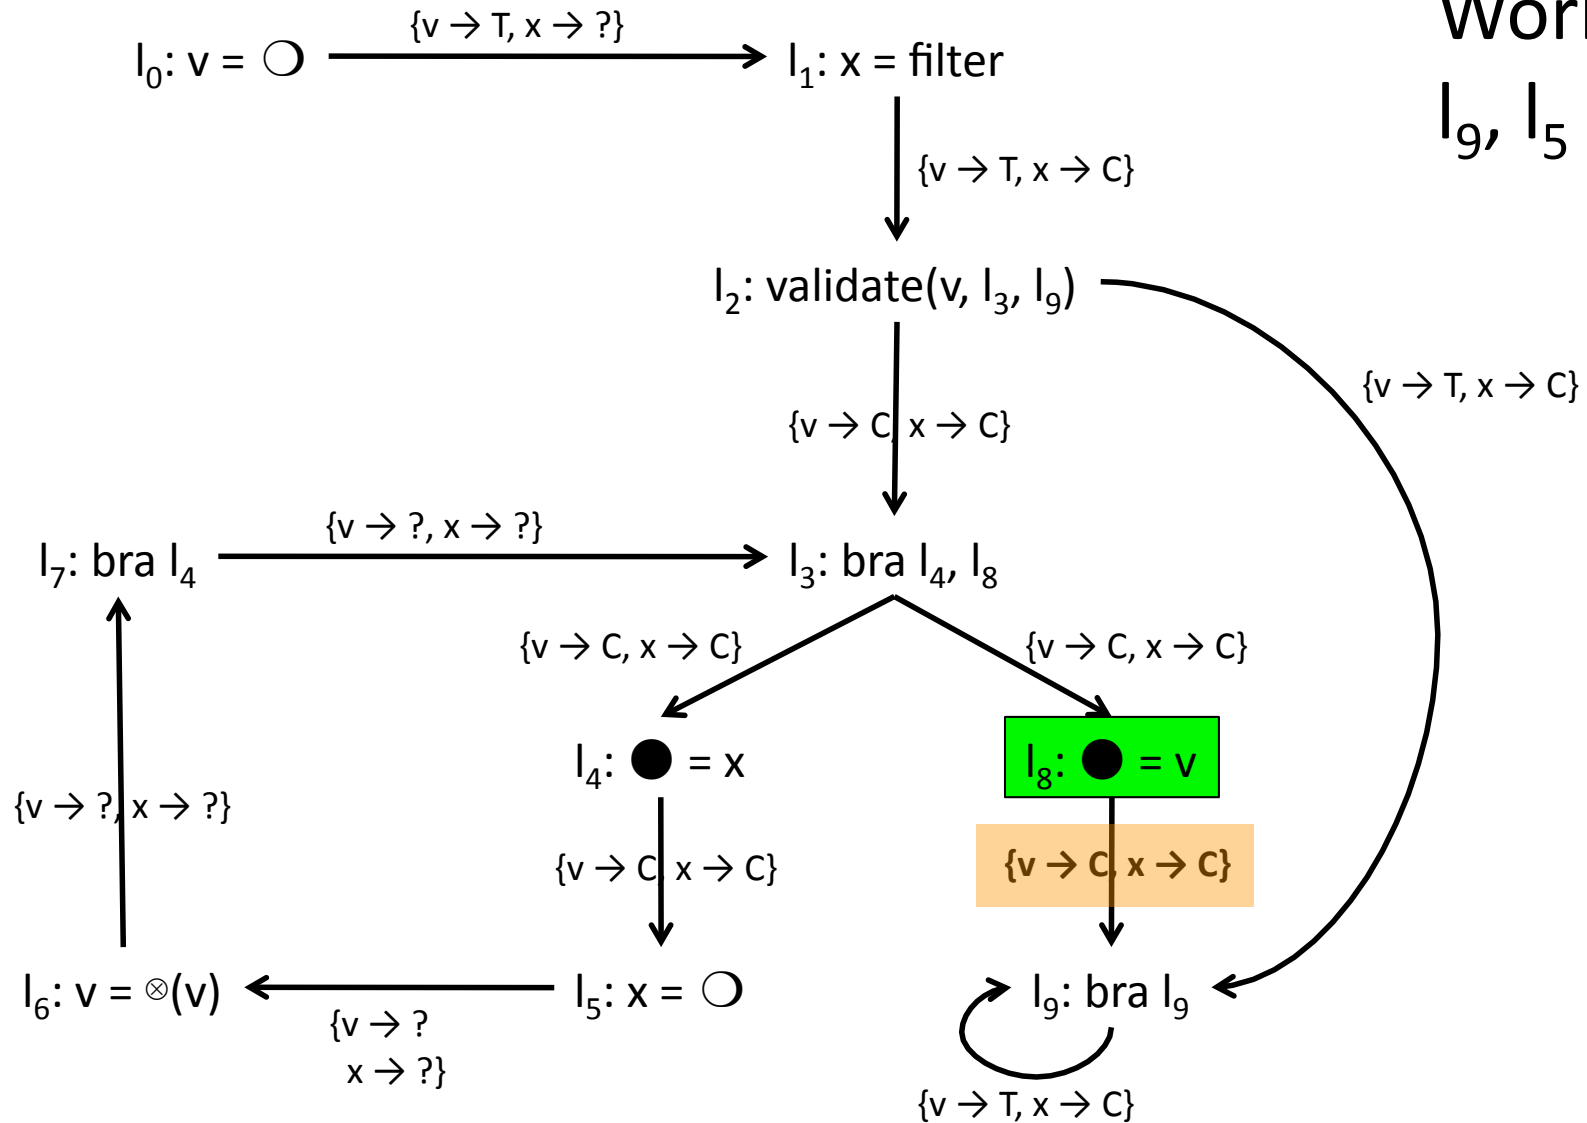 Worl
{v → T, x → ?}
l₀: v = ❍
l₁: x = filter
l₉, l₅
{v → T, x → C}
l₂: validate(v, l₃, l₉)
{v → T, x → C}
{v → C, x → C}
{v → ?, x → ?}
l₇: bra l₄
l₃: bra l₄, l₈
{v → C, x → C}
{v → C, x → C}
l₄: ● = x
l₈: ● = v
{v → ?, x → ?}
{v → C, x → C}
{v → C, x → C}
l₆: v = ⊗(v)
l₅: x = ❍
l₉: bra l₉
{v → ?
x → ?}
{v → T, x → C}